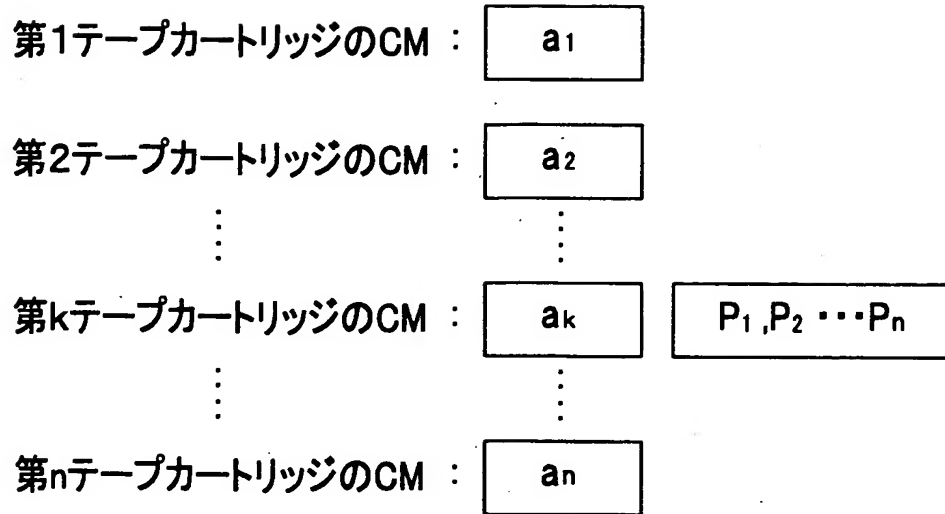 第1テープカートリッジのCM : a1
第2テープカートリッジのCM : a2
第kテープカートリッジのCM : ak P1,P2・・・Pn
第nテープカートリッジのCM : an